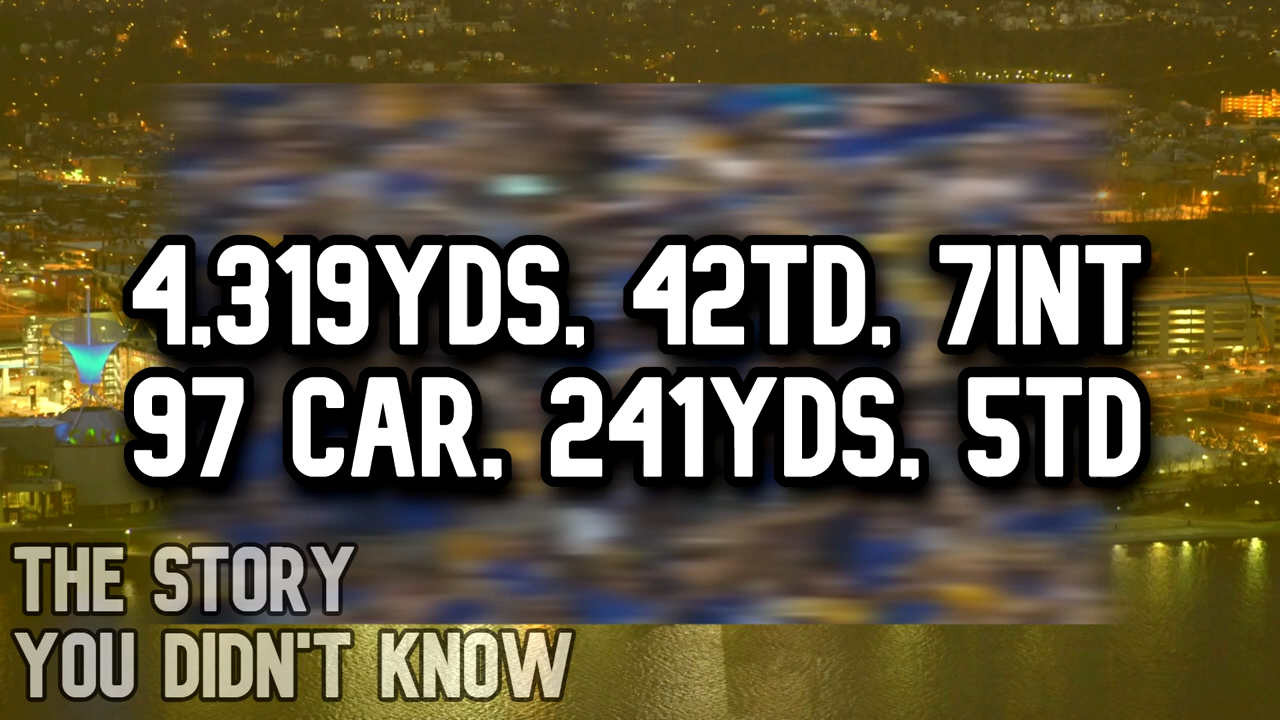 4,319YDS, 42TD, 7INT
97 CAR, 241YDS, 5TD
THE STORY
YOU DIDN'T KNOW